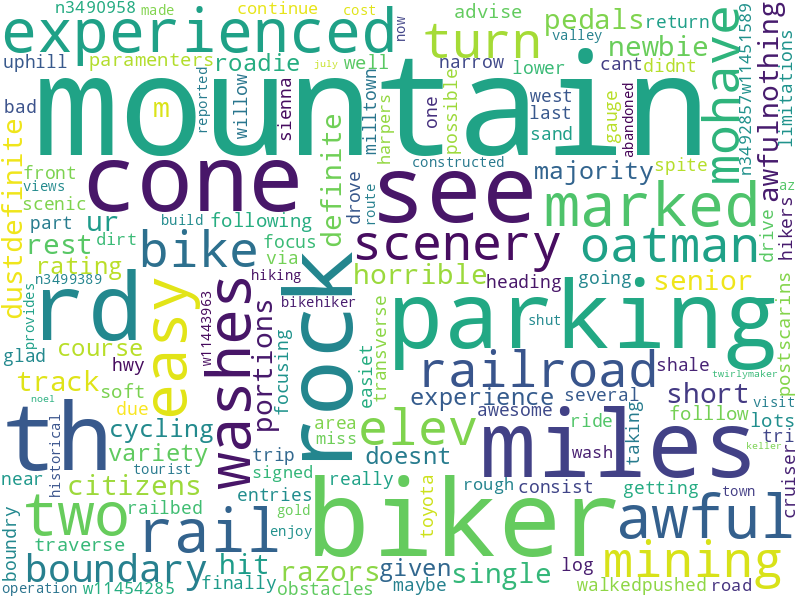 n3490958 made continue cost now
advise pedals return
experienced turn
uphill paramenters roadie well narrow lower valley newbie cant didnt
mountain
mohave n3492857w11451589 awfulnothing limitations
bad m reported willow sienna july milltown harpers one west last possible gauge abandoned
sand spite
cone see constructed majority
dustdefinite front views scenic definite drove route marked az
part ur build following scenery oatman drive hikers
rest dirt bike focus via
rating hiking horrible heading going senior
n3499389 bikehiker
provides rd easy washes w11443963 portions rock parking
glad course focusing easiet transverse shut postscarins
hwy railroad shale twirlymaker
track soft experience short
noel due cycling area miss elev awesome several folllow visit lots
th variety trip doesnt miles ride wash taking tri keller
near historical tourist signed really rough consist getting town cruiseri
citizens entries
two railbed rail gold toyota biker awful
boundry traverse enjoy
boundary hit razors given single log mining
operation w11454285 finally obstacles maybe walkedpushed road